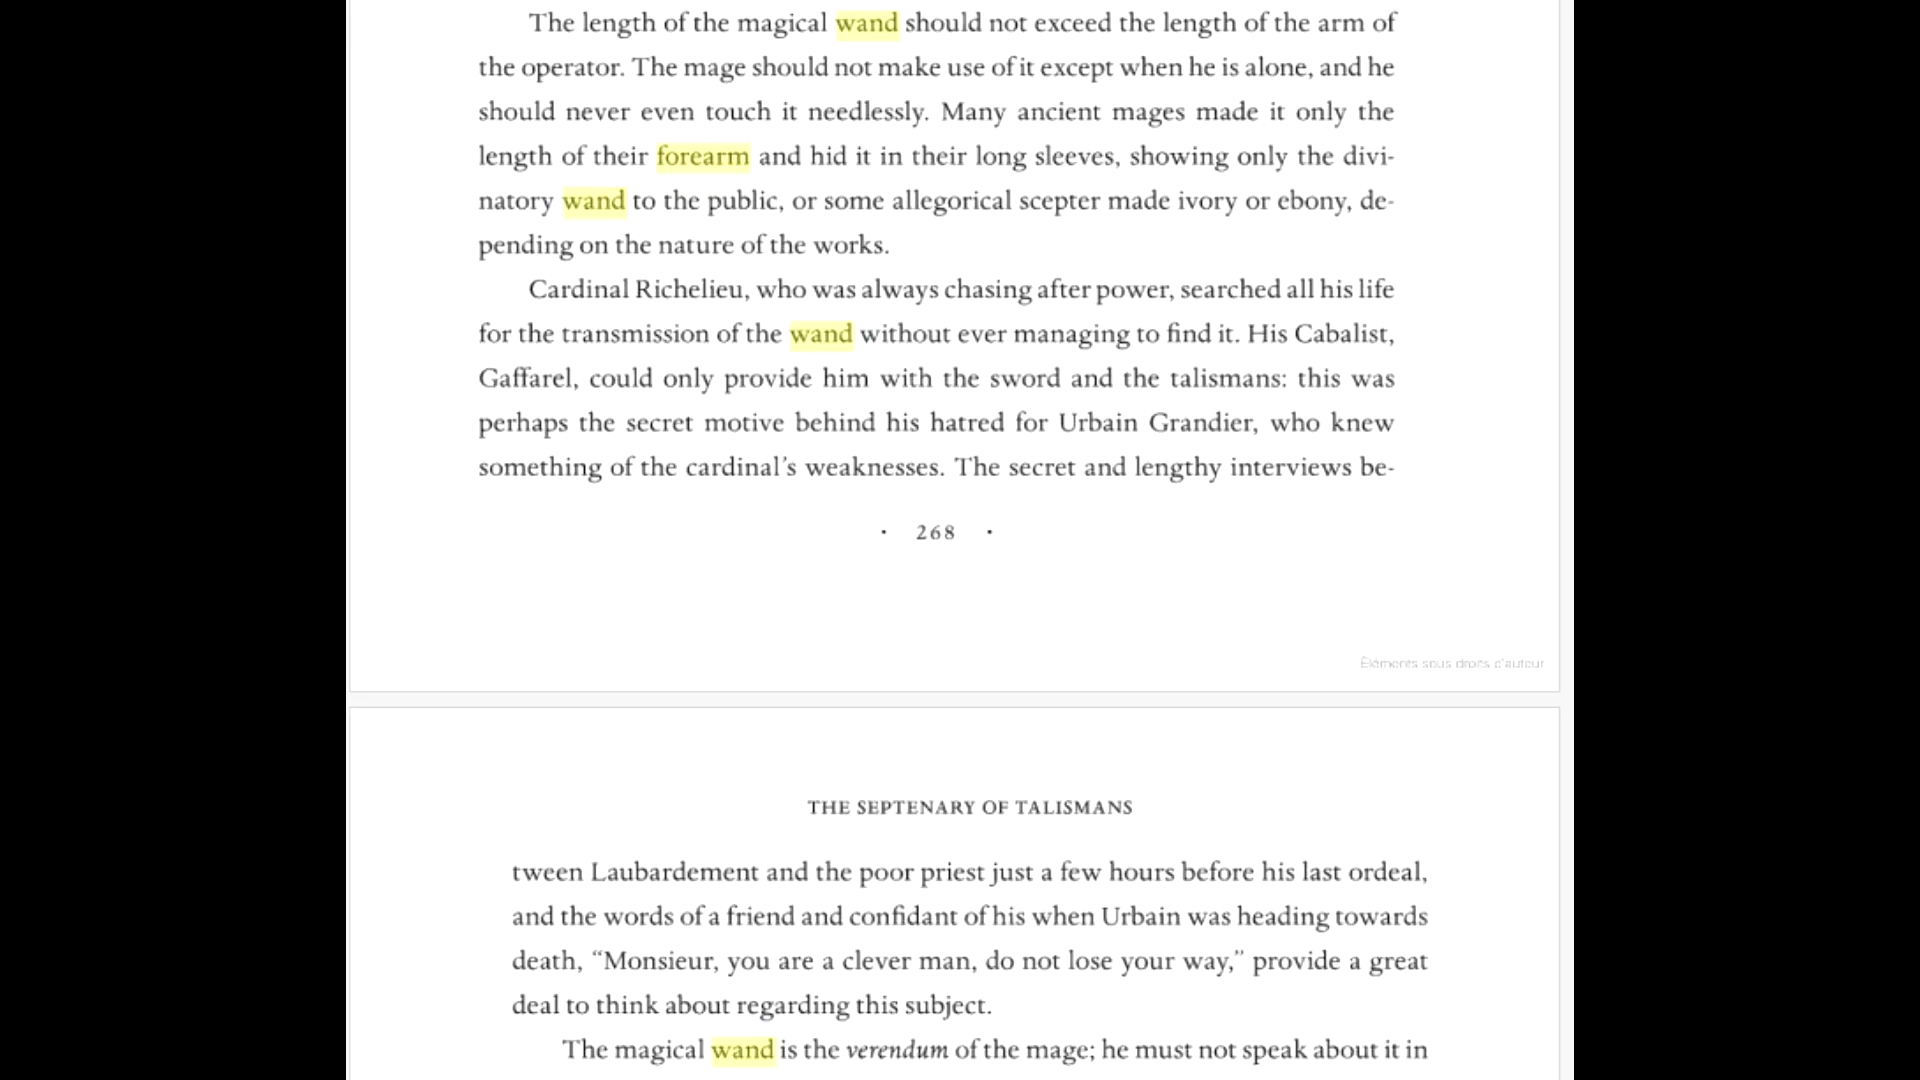 The length of the magical wand should not exceed the length of the arm of
the operator. The mage should not make use of it except when he is alone, and he
should never even touch it needlessly. Many ancient mages made it only the
length of their forearm and hid it in their long sleeves, showing only the divi-
natory wand to the public, or some allegorical scepter made ivory or ebony, de-
pending on the nature of the works.
Cardinal Richelieu, who was always chasing after power, searched all his life
for the transmission of the wand without ever managing to find it. His Cabalist,
Gaffarel, could only provide him with the sword and the talismans: this was
perhaps the secret motive behind his hatred for Urbain Grandier, who knew
something of the cardinal’s weaknesses. The secret and lengthy interviews be-
· 268 ·
Éléments sous droits d'auteur
THE SEPTENARY OF TALISMANS
tween Laubardement and the poor priest just a few hours before his last ordeal,
and the words of a friend and confidant of his when Urbain was heading towards
death, “Monsieur, you are a clever man, do not lose your way,” provide a great
deal to think about regarding this subject.
The magical wand is the verendum of the mage; he must not speak about it in